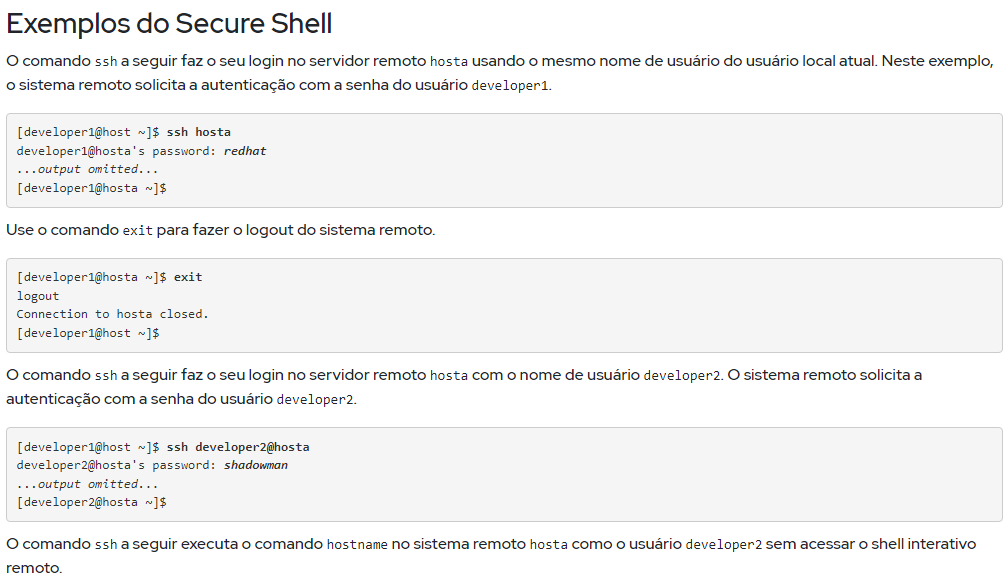 Exemplos do Secure Shell
O comando ssh a seguir faz o seu login no servidor remoto hosta usando o mesmo nome de usuário do usuário local atual. Neste exemplo,
o sistema remoto solicita a autenticação com a senha do usuário developer1.
[developer1@host ~]$ ssh hosta
developer1@hosta's password: redhat
...output omitted...
[developer1@hosta ~]$
Use o comando exit para fazer o logout do sistema remoto.
[developer1@hosta ~]$ exit
logout
Connection to hosta closed.
[developer1@host ~]$
O comando ssh a seguir faz o seu login no servidor remoto hosta com o nome de usuário developer2. O sistema remoto solicita a
autenticação com a senha do usuário developer2.
[developer1@host ~]$ ssh developer2@hosta
developer2@hosta's password: shadowman
...output omitted...
[developer2@hosta ~]$
O comando ssh a seguir executa o comando hostname no sistema remoto hosta como o usuário developer2 sem acessar o shell interativo
remoto.